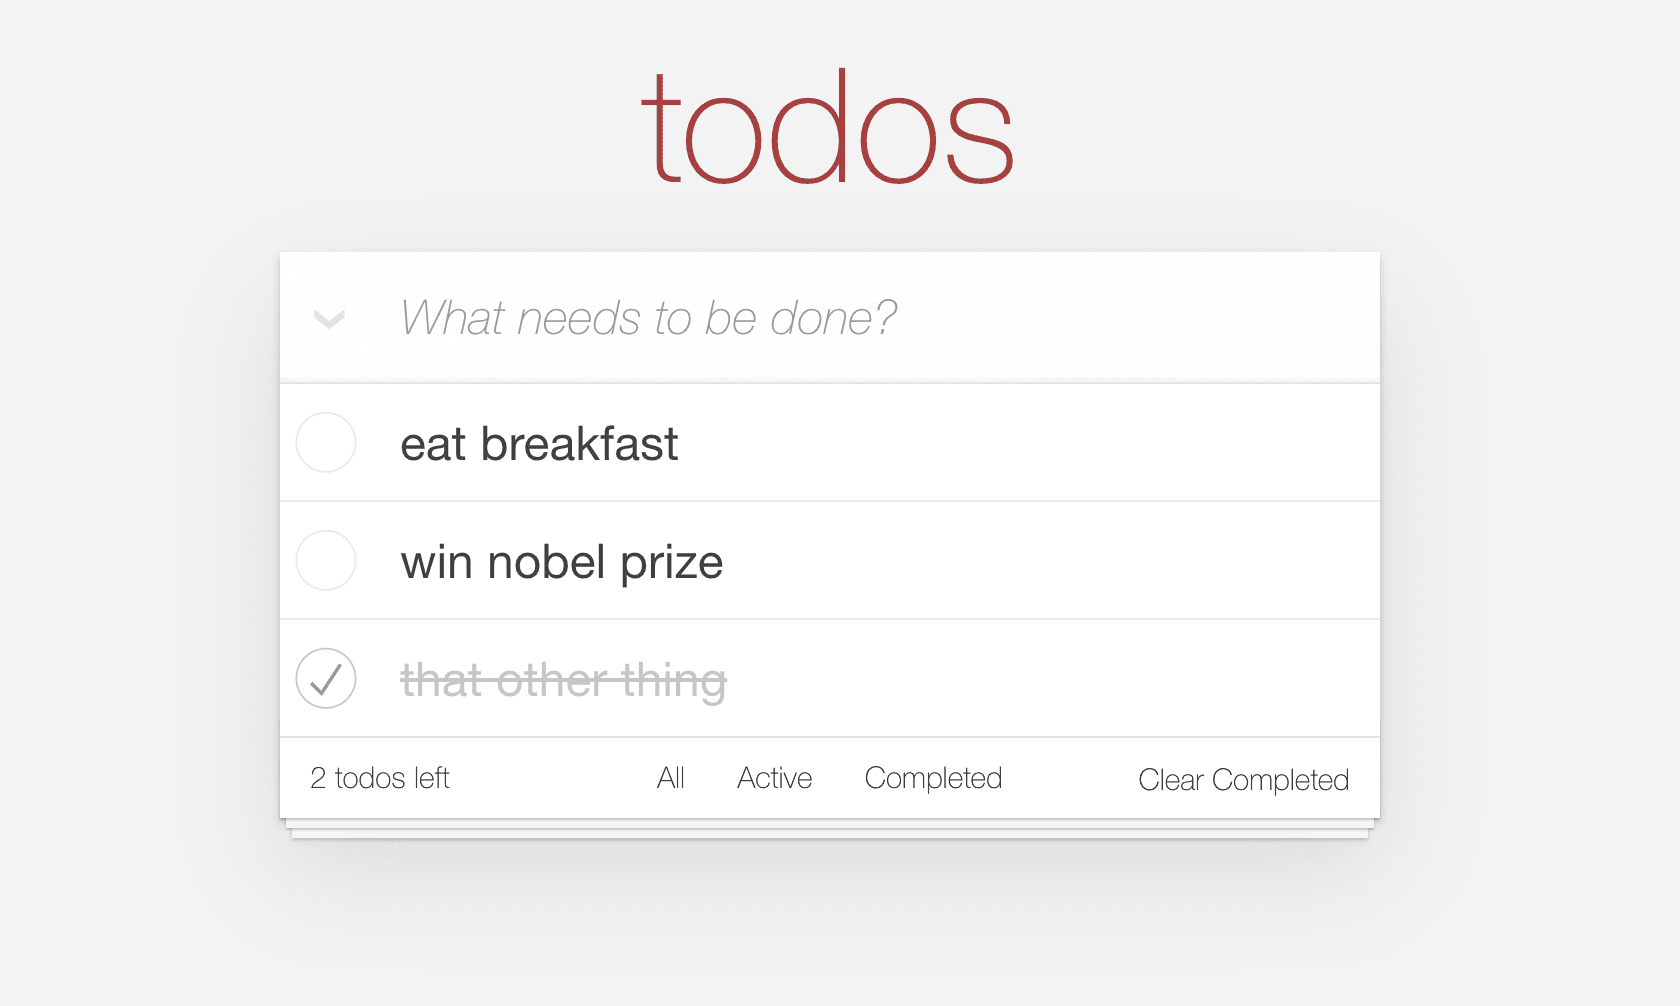 todos
What needs to be done?
eat breakfast
win nobel prize
that other thing
2 todos left All Active Completed Clear Completed